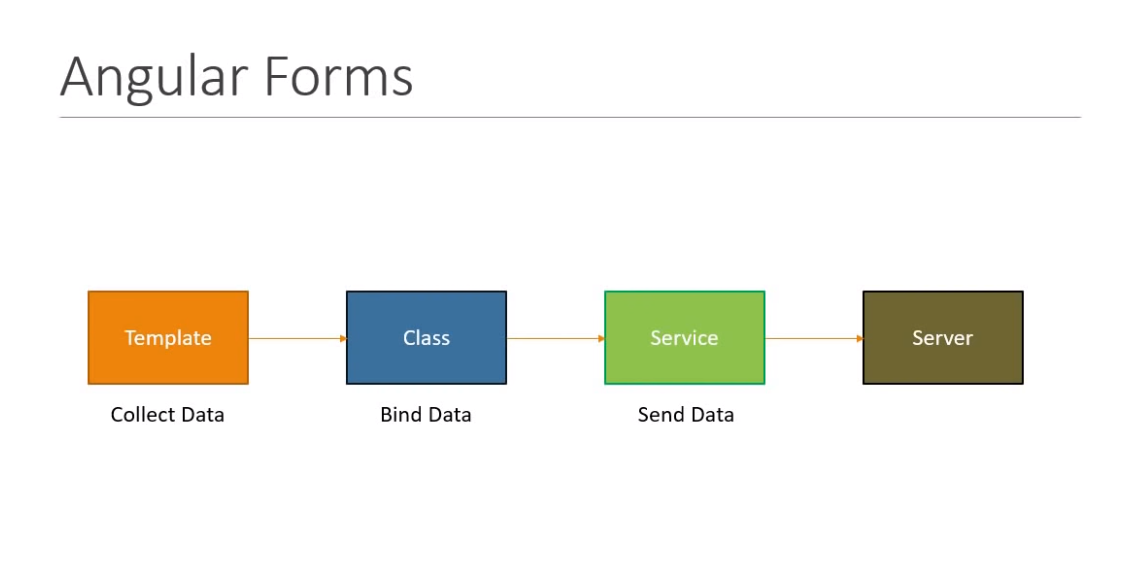 Angular Forms
Template
Class
Service
Server
Collect Data
Bind Data
Send Data